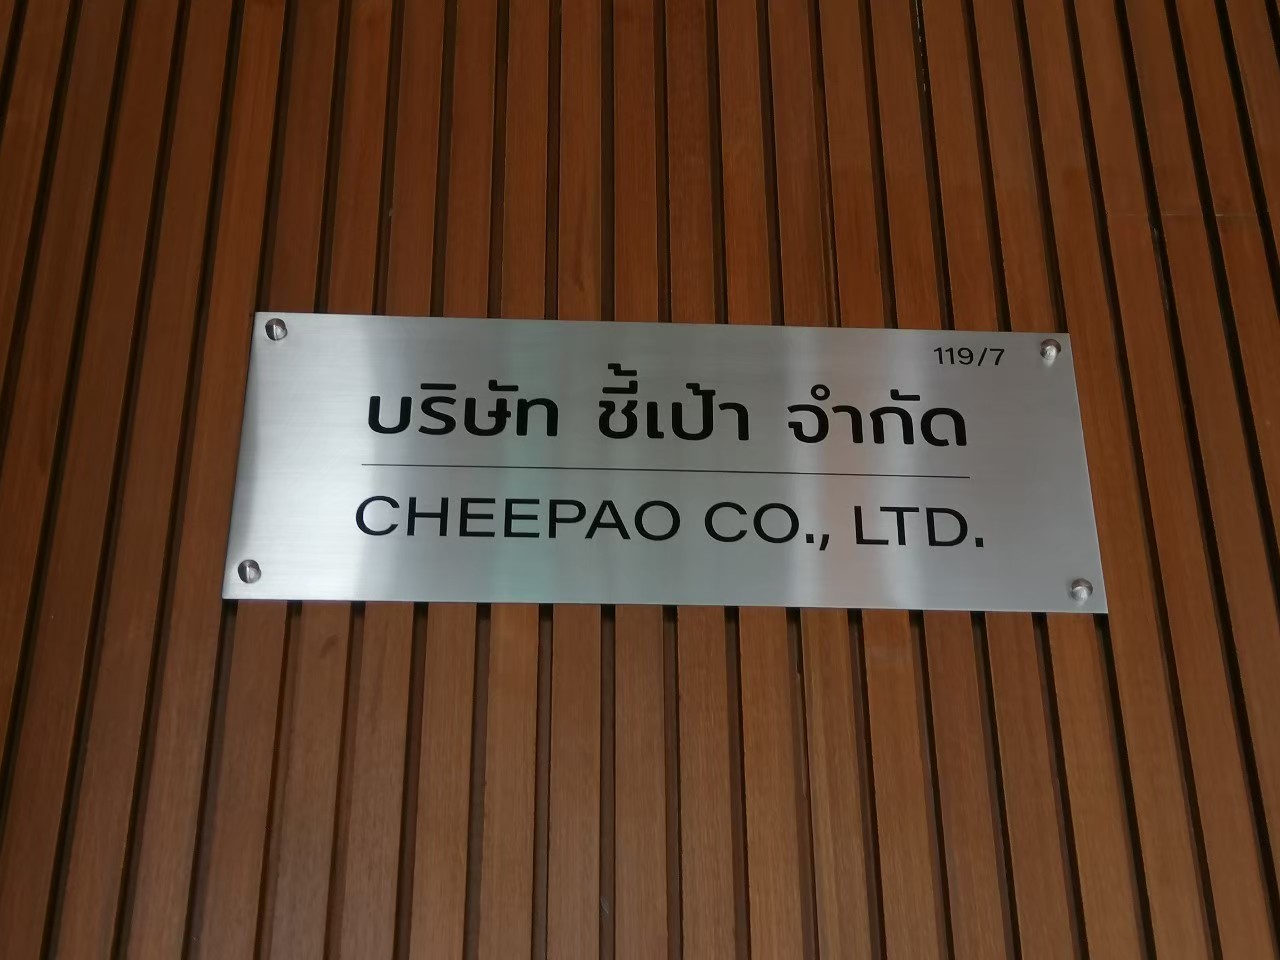 119/7
บริษัท ชี้เป้า จำกัด
CHEEPAO CO., LTD.